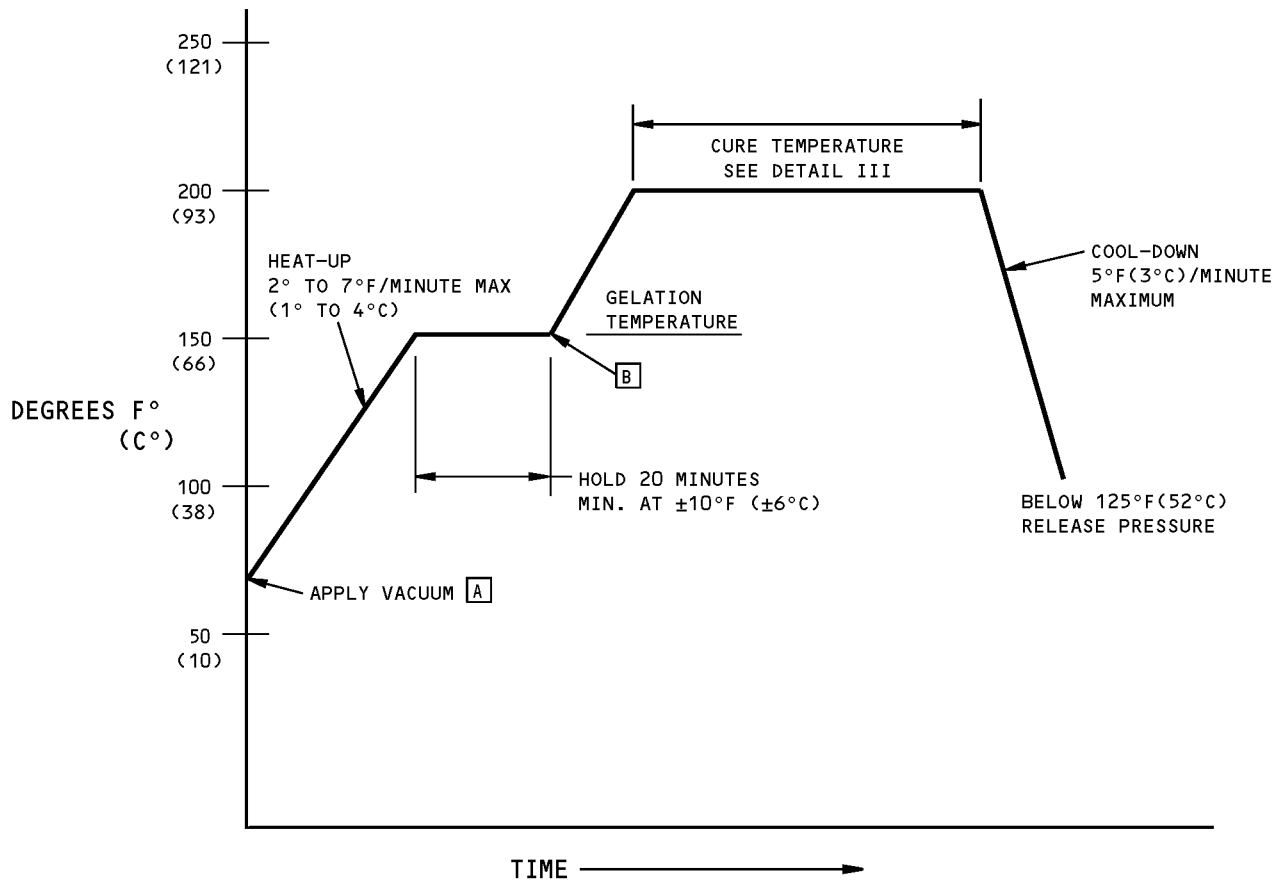 250
(121)
CURE TEMPERATURE
SEE DETAIL III
200
(93)
HEAT-UP
2° TO 7°F/MINUTE MAX
(1° TO 4°C)
COOL-DOWN
5°F(3°C)/MINUTE
MAXIMUM
GELATION
TEMPERATURE
150
(66)
B
DEGREES F°
(C°)
HOLD 20 MINUTES
MIN. AT ±10°F (±6°C)
100
(38)
BELOW 125°F(52°C)
RELEASE PRESSURE
APPLY VACUUM A
50
(10)
TIME